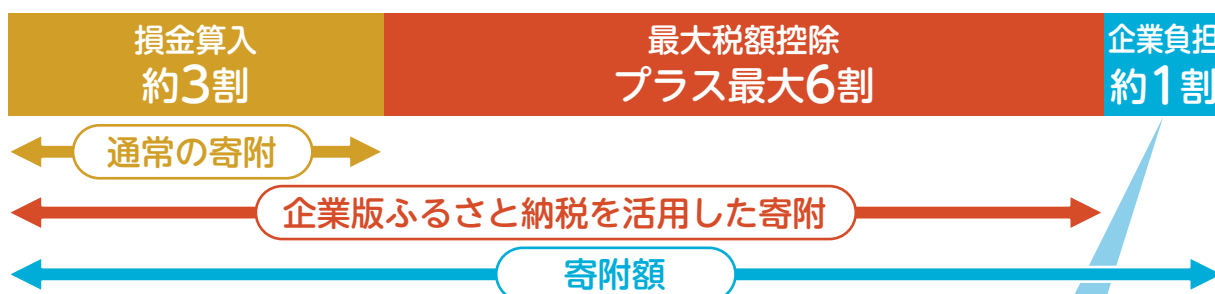 損金算入
約3割
最大税額控除
プラス最大6割
企業負担
約1割
通常の寄附
企業版ふるさと納税を活用した寄附
寄附額